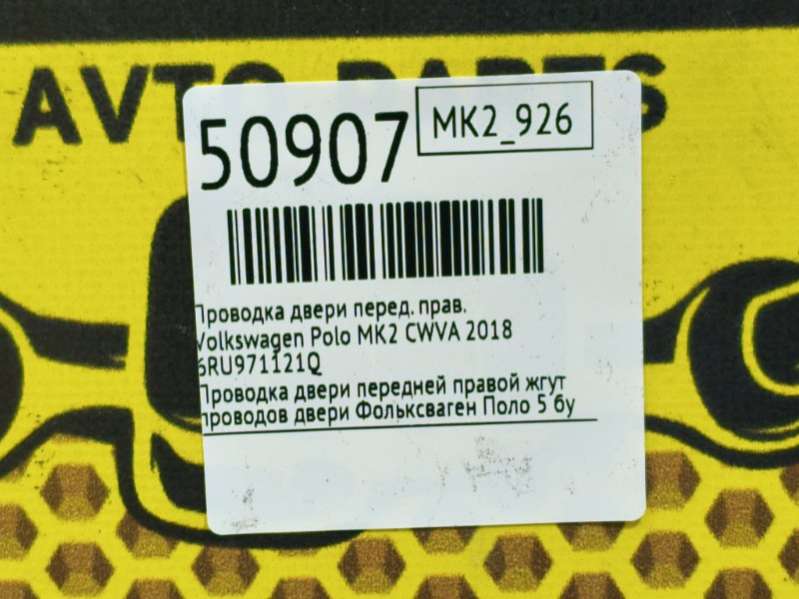 AVTO PARTS
50907
MK2_926
Проводка двери перед. прав.
Volkswagen Polo MK2 CWVA 2018
6RU971121Q
Проводка двери передней правой жгут
проводов двери Фольксваген Поло 5 бу